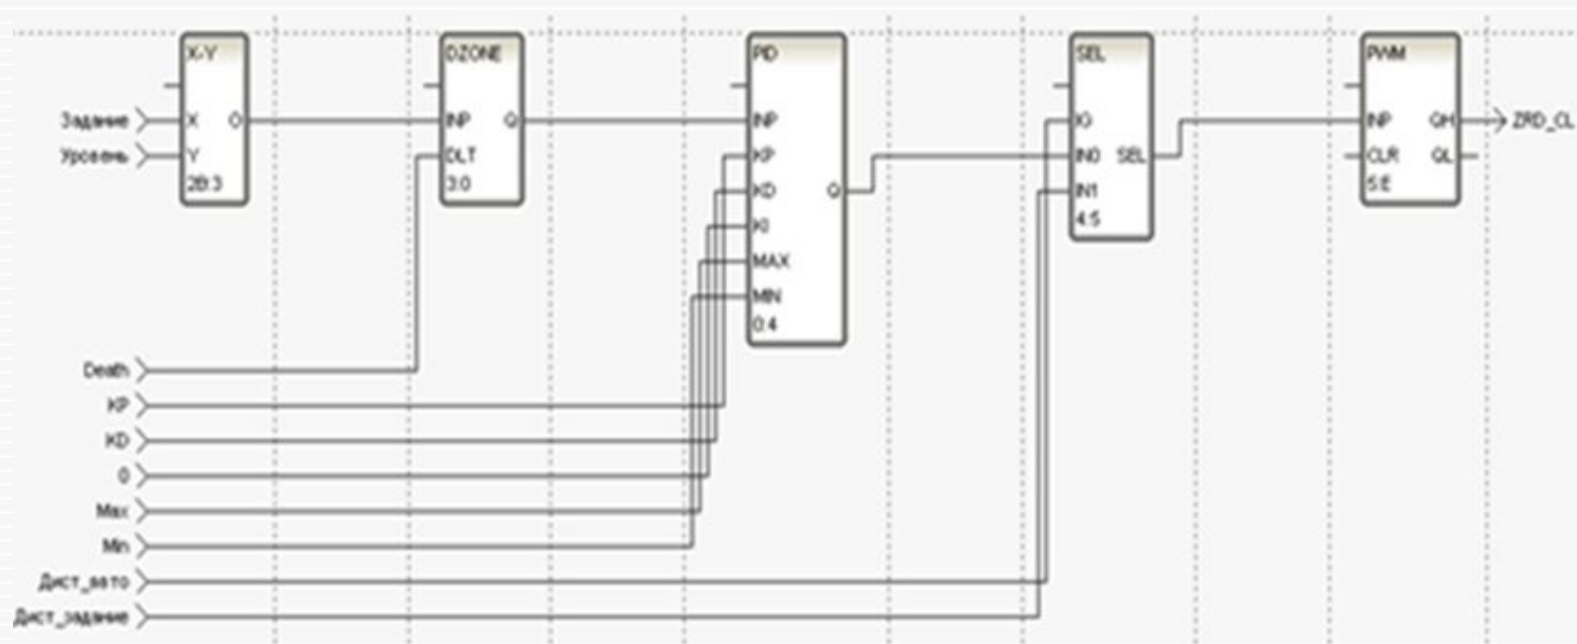 X-Y
Задание
X
Q
Уровень
Y
2B:3
DZONE
INP
Q
DLT
3:0
PID
INP
KP
KD
Q
KI
MAX
MIN
0:4
SEL
IG
IN0
SEL
IN1
4:5
PWM
INP
QH
ZRD_CL
CLR
QL
5:E
Death
KP
KD
0
Max
Min
Дист_авто
Дист_задание